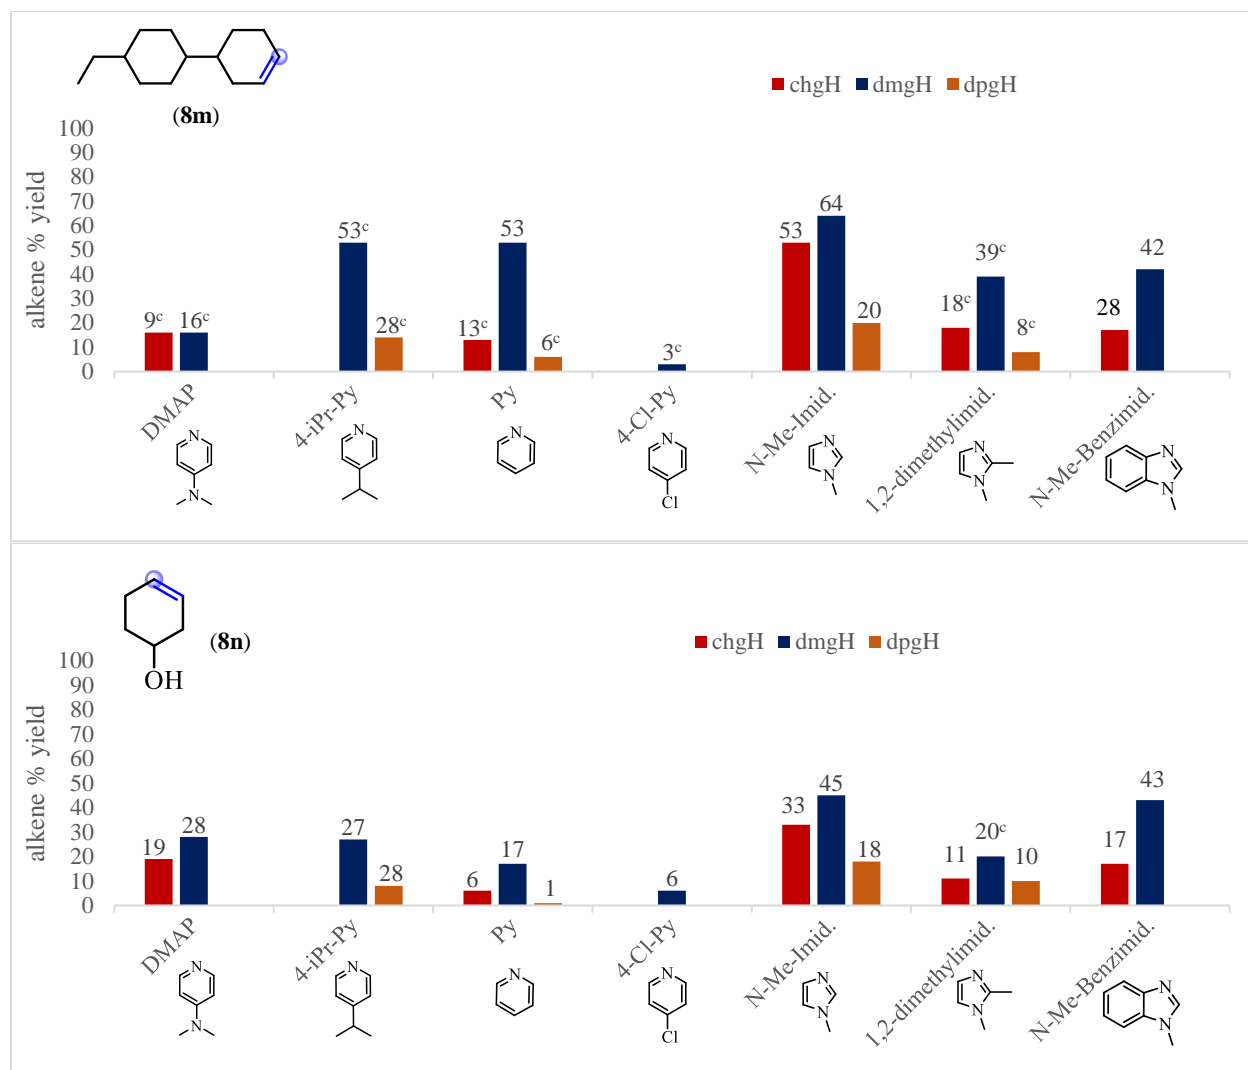 (8m)
chgH dmgH dpgH
alkene % yield
100
90
80
70
60
50
40
30
20
10
0
9ᶜ 16ᶜ 53ᶜ 28ᶜ 13ᶜ 53 6ᶜ 3ᶜ 53 64 20 18ᶜ 39ᶜ 8ᶜ 28 42
DMAP 4-iPr-Py Py 4-Cl-Py N-Me-Imid. 1,2-dimethylimid. N-Me-Benzimid.
N N N N N N N
N Cl N N N
OH
(8n)
chgH dmgH dpgH
alkene % yield
100
90
80
70
60
50
40
30
20
10
0
19 28 27 28 6 17 1 6 33 45 18 11 20ᶜ 10 17 43
DMAP 4-iPr-Py Py 4-Cl-Py N-Me-Imid. 1,2-dimethylimid. N-Me-Benzimid.
N N N N N N N
N Cl N N N